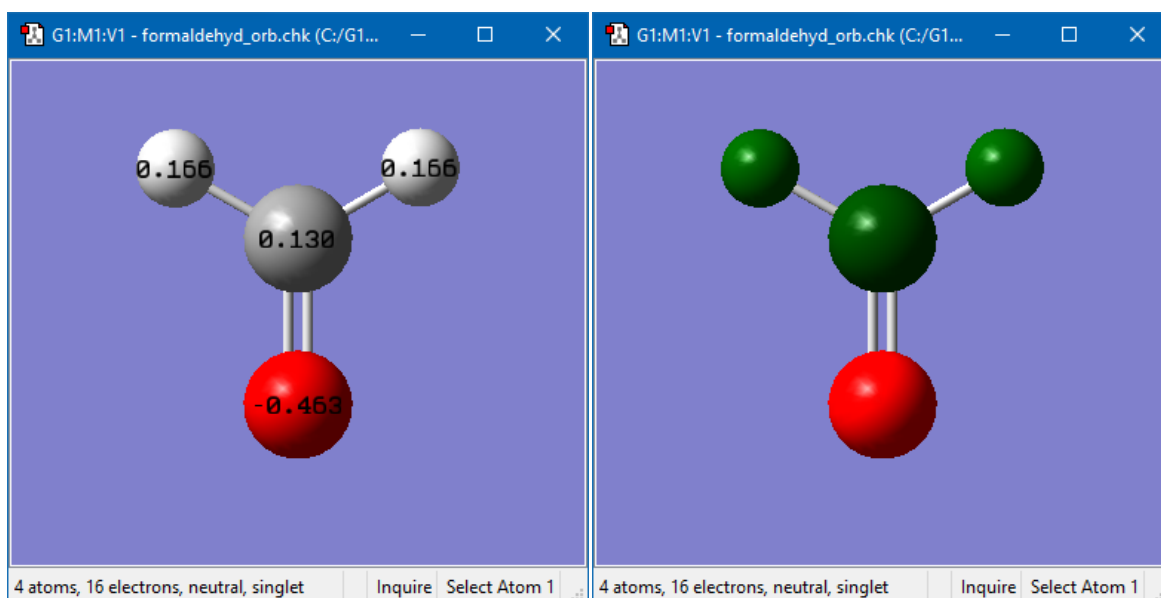 G1:M1:V1 - formaldehyd_orb.chk (C:/G1...
0.166
0.166
0.130
-0.463
4 atoms, 16 electrons, neutral, singlet
Inquire
Select Atom 1
G1:M1:V1 - formaldehyd_orb.chk (C:/G1...
4 atoms, 16 electrons, neutral, singlet
Inquire
Select Atom 1